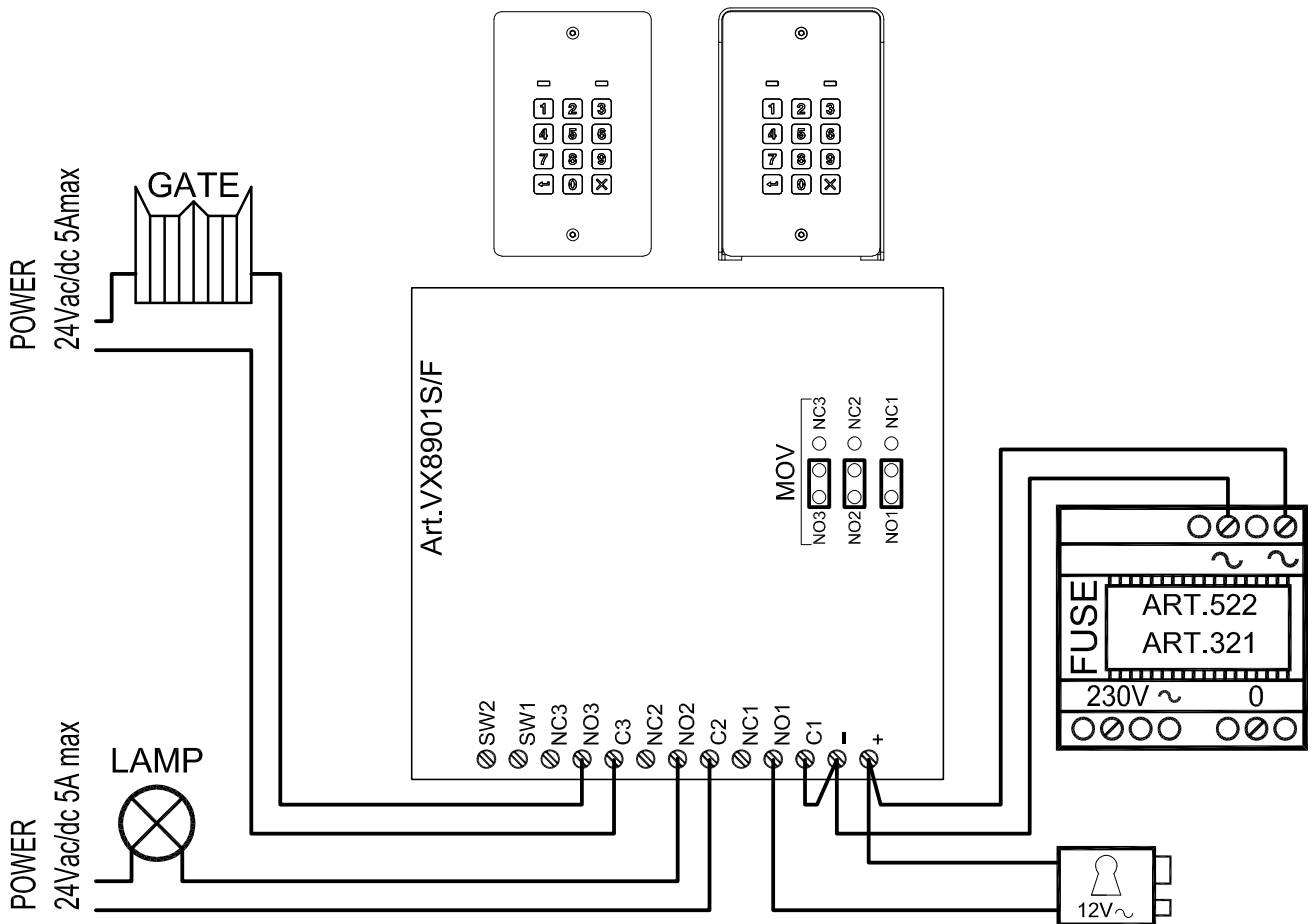 1 2 3
4 5 6
7 8 9
0
1 2 3
4 5 6
7 8 9
0
POWER
24Vac/dc 5Amax
GATE
Art.VX8901S/F
MOV
NO3 NC3
NO2 NC2
NO1 NC1
FUSE
ART.522
ART.321
230V ~ 0
SW2
SW1
NC3
NO3
C3
NC2
NO2
C2
NC1
NO1
C1
-
+
LAMP
POWER
24Vac/dc 5A max
12V~